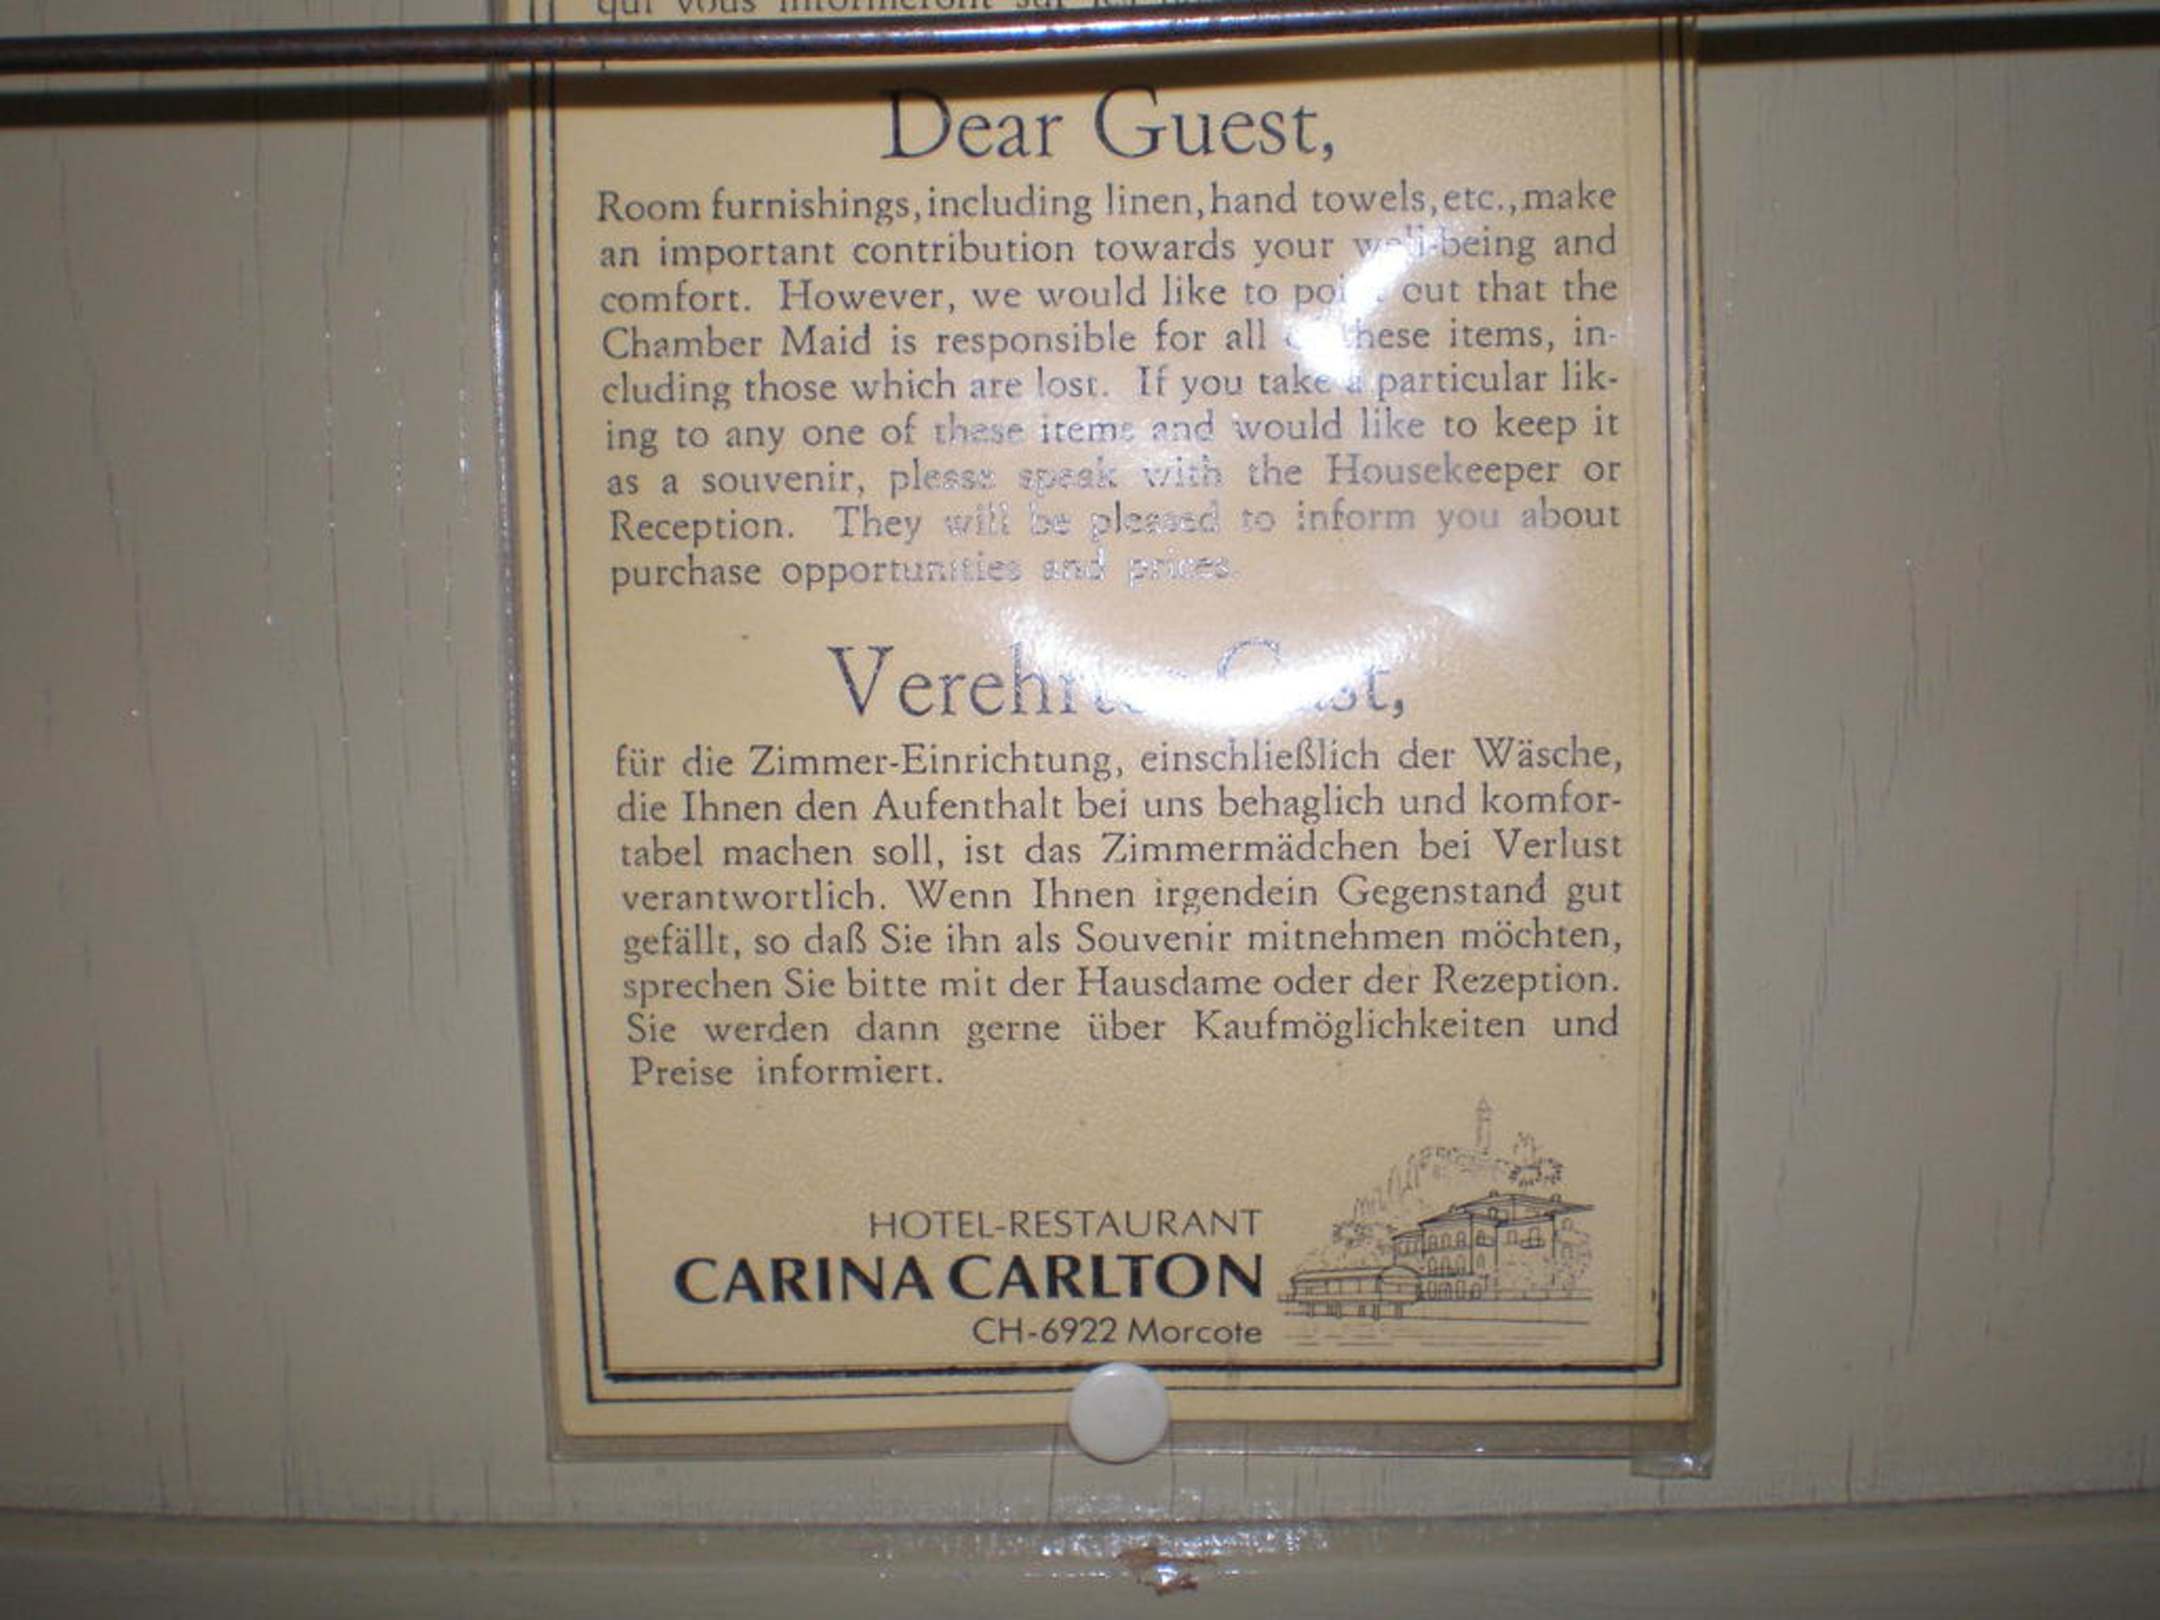 qui vous informeront sur les
Dear Guest,
Room furnishings, including linen, hand towels, etc., make
an important contribution towards your well-being and
comfort. However, we would like to point out that the
Chamber Maid is responsible for all of these items, in-
cluding those which are lost. If you take a particular lik-
ing to any one of these items and would like to keep it
as a souvenir, please speak with the Housekeeper or
Reception. They will be pleased to inform you about
purchase opportunities and prices.
Verehrter Gast,
für die Zimmer-Einrichtung, einschließlich der Wäsche,
die Ihnen den Aufenthalt bei uns behaglich und komfor-
tabel machen soll, ist das Zimmermädchen bei Verlust
verantwortlich. Wenn Ihnen irgendein Gegenstand gut
gefällt, so daß Sie ihn als Souvenir mitnehmen möchten,
sprechen Sie bitte mit der Hausdame oder der Rezeption.
Sie werden dann gerne über Kaufmöglichkeiten und
Preise informiert.
HOTEL-RESTAURANT
CARINA CARLTON
CH-6922 Morcote